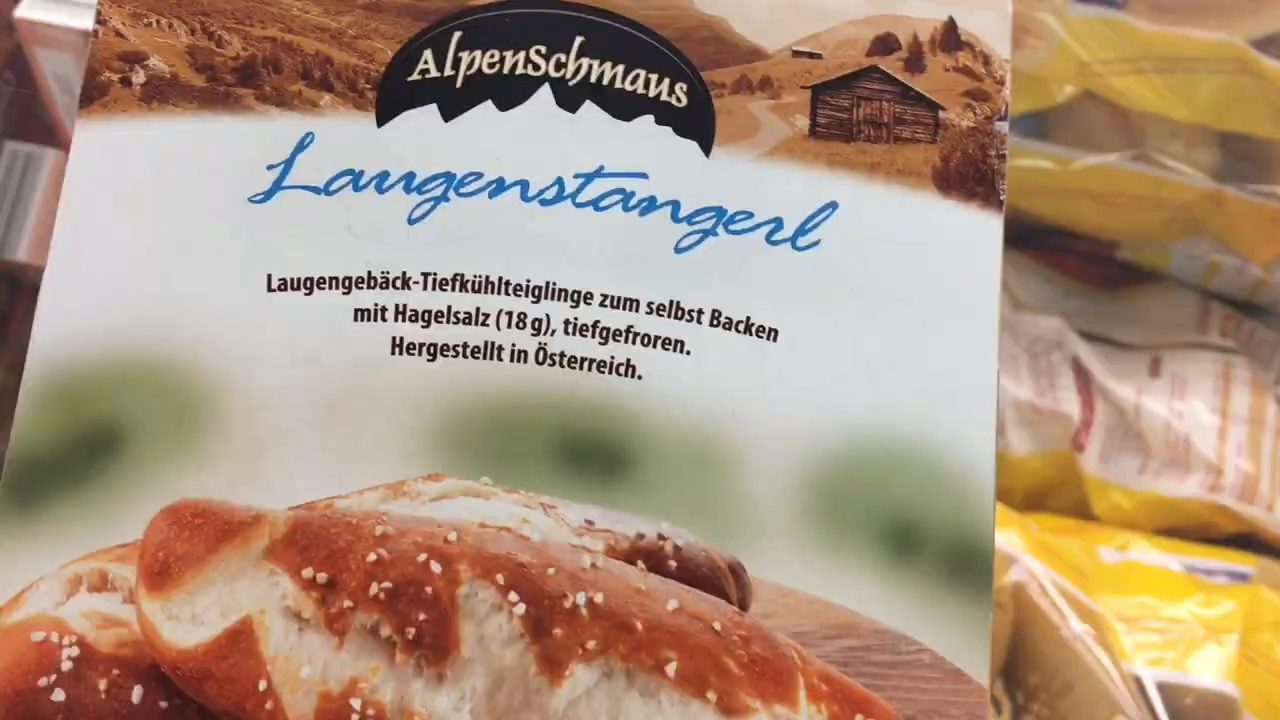 AlpenSchmaus
Laugenstangerl
Laugengebäck-Tiefkühlteiglinge zum selbst Backen
mit Hagelsalz (18 g), tiefgefroren.
Hergestellt in Österreich.